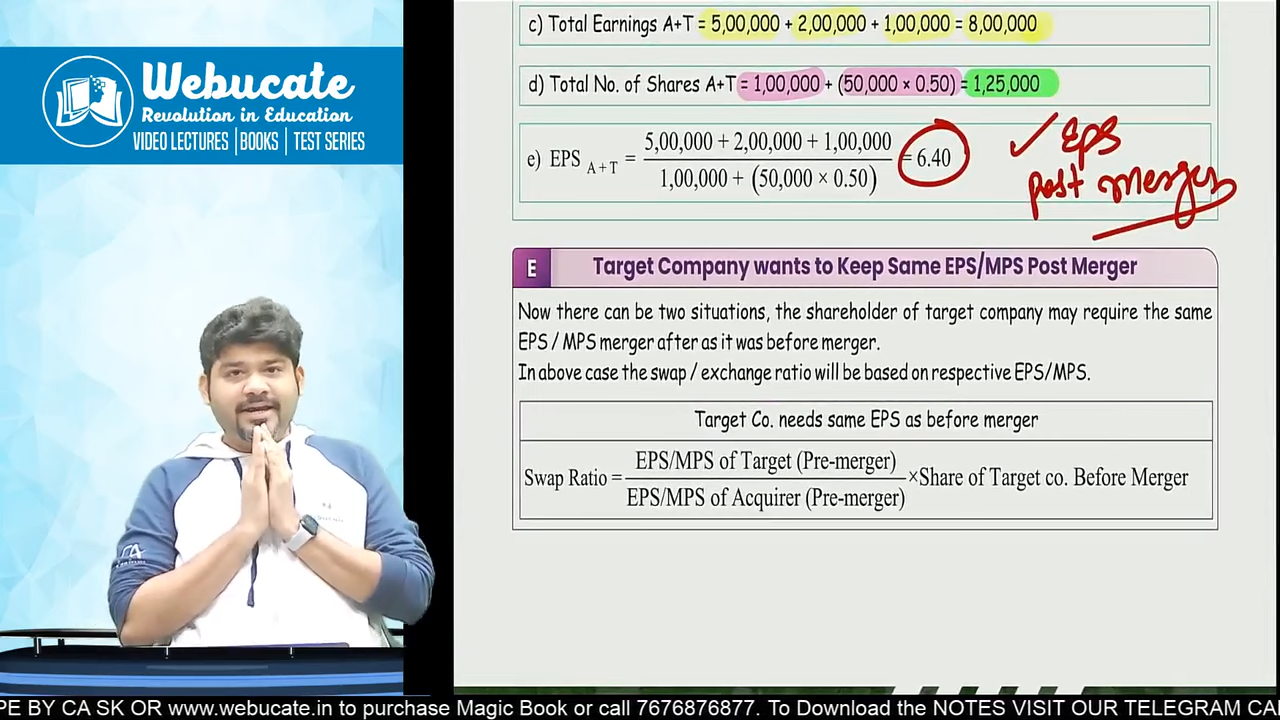 Webucate
Revolution in Education
VIDEO LECTURES | BOOKS | TEST SERIES
c) Total Earnings A+T = 5,00,000 + 2,00,000 + 1,00,000 = 8,00,000
d) Total No. of Shares A+T = 1,00,000 + (50,000 × 0.50) = 1,25,000
5,00,000 + 2,00,000 + 1,00,000
e) EPS A+T = = 6.40
1,00,000 + (50,000 × 0.50)
✓ Eps
post merger
E Target Company wants to Keep Same EPS/MPS Post Merger
Now there can be two situations, the shareholder of target company may require the same
EPS / MPS merger after as it was before merger.
In above case the swap / exchange ratio will be based on respective EPS/MPS.
Target Co. needs same EPS as before merger
EPS/MPS of Target (Pre-merger)
Swap Ratio = ×Share of Target co. Before Merger
EPS/MPS of Acquirer (Pre-merger)
CA
PE BY CA SK OR www.webucate.in to purchase Magic Book or call 7676876877. To Download the NOTES VISIT OUR TELEGRAM CA